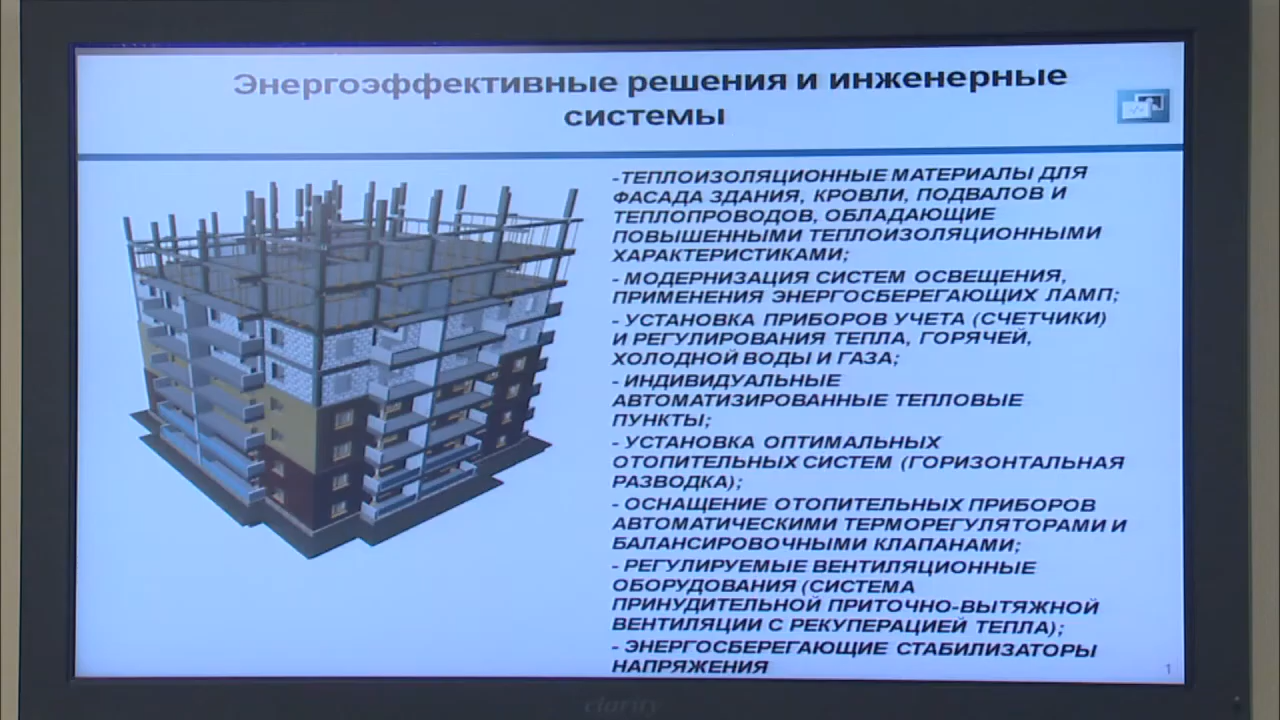 Энергоэффективные решения и инженерные
системы
-ТЕПЛОИЗОЛЯЦИОННЫЕ МАТЕРИАЛЫ ДЛЯ
ФАСАДА ЗДАНИЯ, КРОВЛИ, ПОДВАЛОВ И
ТЕПЛОПРОВОДОВ, ОБЛАДАЮЩИЕ
ПОВЫШЕННЫМИ ТЕПЛОИЗОЛЯЦИОННЫМИ
ХАРАКТЕРИСТИКАМИ;
- МОДЕРНИЗАЦИЯ СИСТЕМ ОСВЕЩЕНИЯ,
ПРИМЕНЕНИЯ ЭНЕРГОСБЕРЕГАЮЩИХ ЛАМП;
- УСТАНОВКА ПРИБОРОВ УЧЕТА (СЧЕТЧИКИ)
И РЕГУЛИРОВАНИЯ ТЕПЛА, ГОРЯЧЕЙ,
ХОЛОДНОЙ ВОДЫ И ГАЗА;
- ИНДИВИДУАЛЬНЫЕ
АВТОМАТИЗИРОВАННЫЕ ТЕПЛОВЫЕ
ПУНКТЫ;
- УСТАНОВКА ОПТИМАЛЬНЫХ
ОТОПИТЕЛЬНЫХ СИСТЕМ (ГОРИЗОНТАЛЬНАЯ
РАЗВОДКА);
- ОСНАЩЕНИЕ ОТОПИТЕЛЬНЫХ ПРИБОРОВ
АВТОМАТИЧЕСКИМИ ТЕРМОРЕГУЛЯТОРАМИ И
БАЛАНСИРОВОЧНЫМИ КЛАПАНАМИ;
- РЕГУЛИРУЕМЫЕ ВЕНТИЛЯЦИОННЫЕ
ОБОРУДОВАНИЯ (СИСТЕМА
ПРИНУДИТЕЛЬНОЙ ПРИТОЧНО-ВЫТЯЖНОЙ
ВЕНТИЛЯЦИИ С РЕКУПЕРАЦИЕЙ ТЕПЛА);
- ЭНЕРГОСБЕРЕГАЮЩИЕ СТАБИЛИЗАТОРЫ
НАПРЯЖЕНИЯ
1
clarity